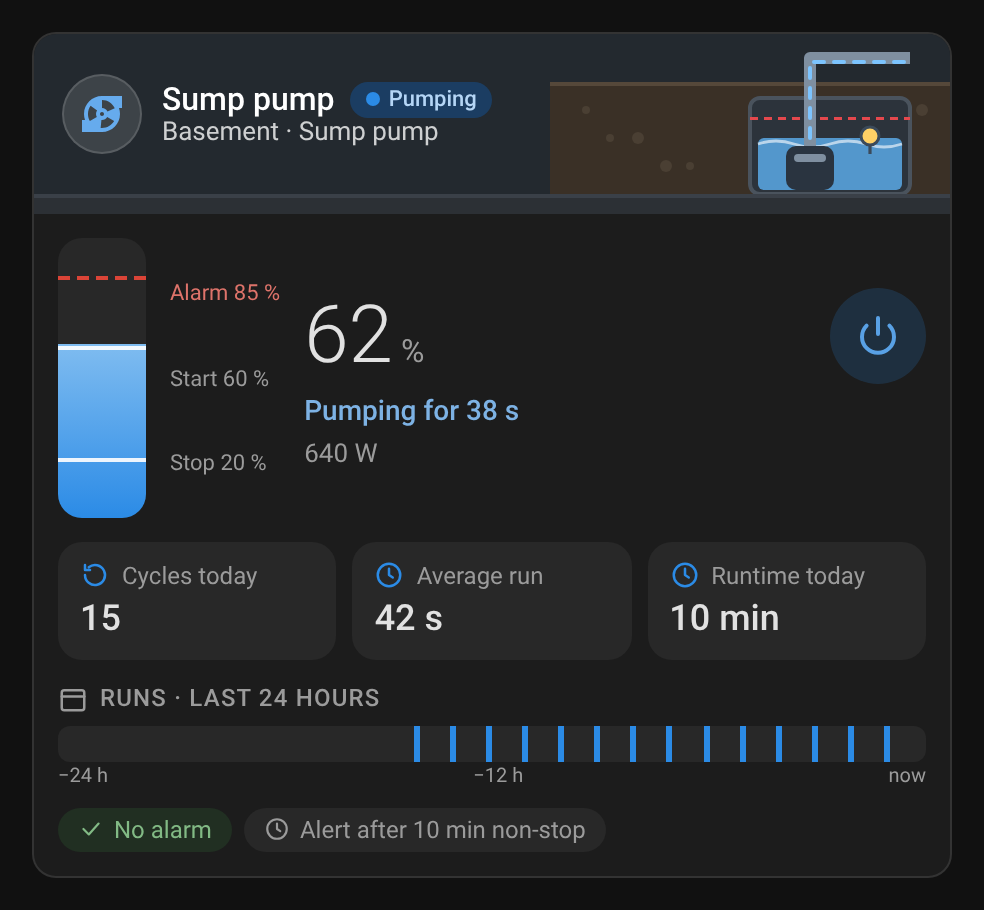 Sump pump
Pumping
Basement · Sump pump
Alarm 85 %
Start 60 %
Stop 20 %
62 %
Pumping for 38 s
640 W
Cycles today
15
Average run
42 s
Runtime today
10 min
RUNS · LAST 24 HOURS
−24 h
−12 h
now
No alarm
Alert after 10 min non-stop